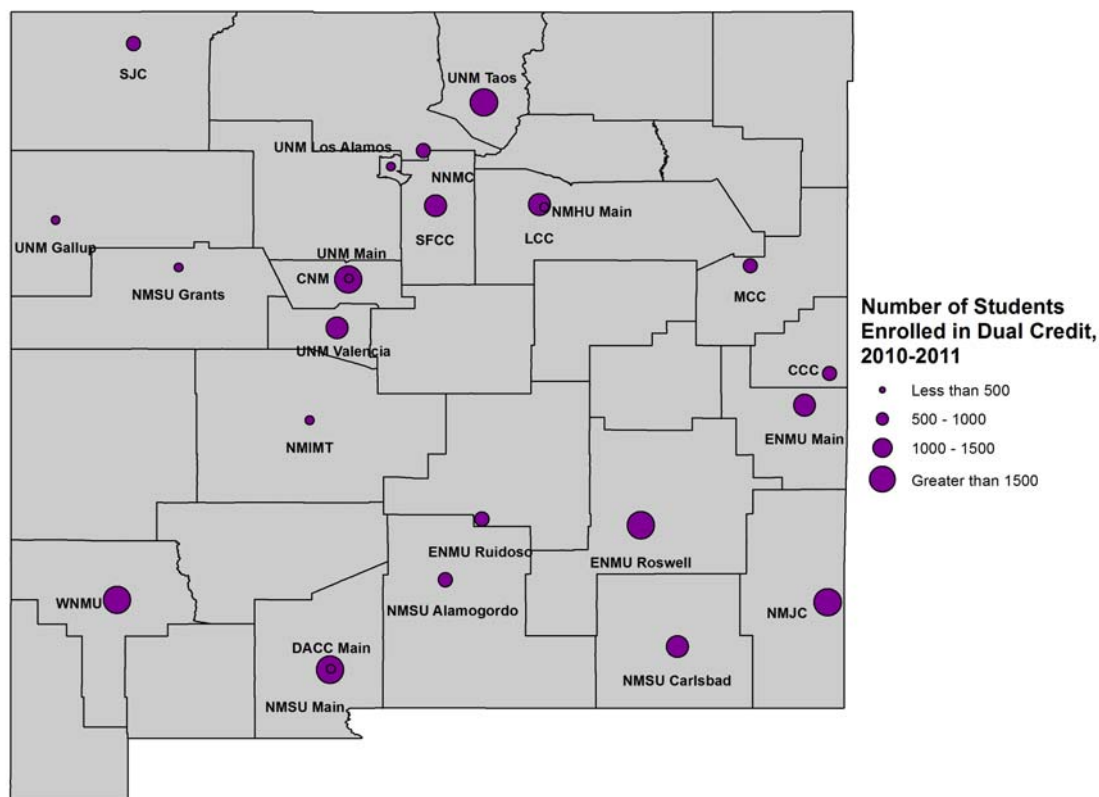 SJC
UNM Taos
UNM Los Alamos
NNMC
NMHU Main
UNM Gallup
SFCC
LCC
UNM Main
CNM
NMSU Grants
MCC
UNM Valencia
CCC
NMIMT
ENMU Main
ENMU Ruidoso
ENMU Roswell
WNMU
NMSU Alamogordo
NMJC
DACC Main
NMSU Carlsbad
NMSU Main
Number of Students
Enrolled in Dual Credit,
2010-2011
Less than 500
500 - 1000
1000 - 1500
Greater than 1500